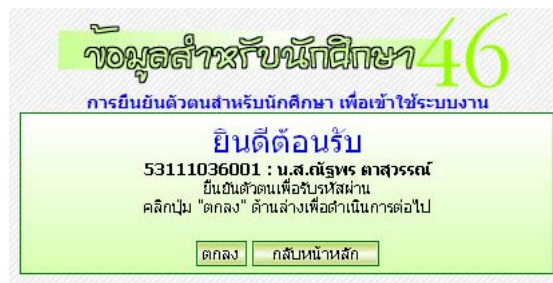 ข้อมูลสำหรับนักศึกษา 46
การยืนยันตัวตนสำหรับนักศึกษา เพื่อเข้าใช้ระบบงาน
ยินดีต้อนรับ
53111036001 : น.ส.ณัฐพร ตาสุวรรณ์
ยืนยันตัวตนเพื่อรับรหัสผ่าน
คลิกปุ่ม "ตกลง" ด้านล่างเพื่อดำเนินการต่อไป
ตกลง กลับหน้าหลัก